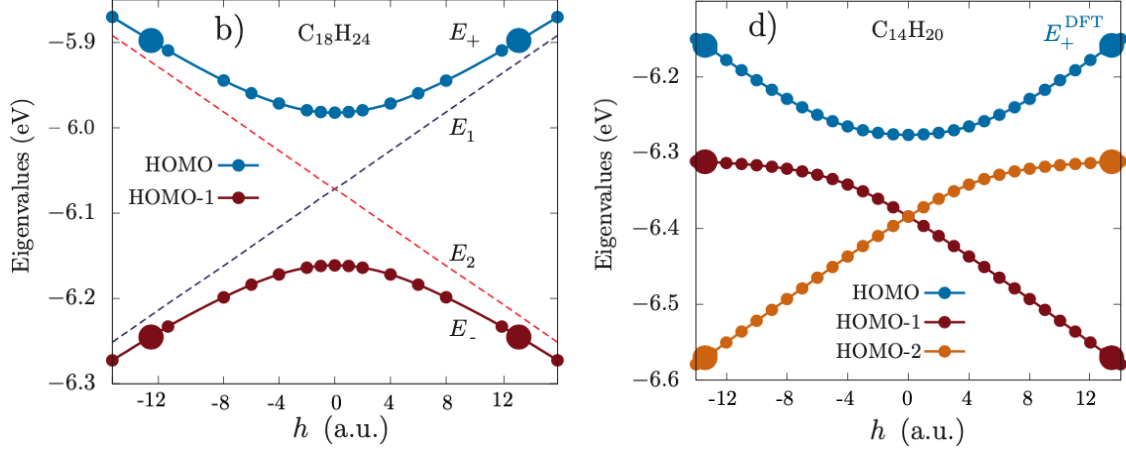 b)
C₁₈H₂₄
E₊
E₁
E₂
E₋
HOMO
HOMO-1
Eigenvalues (eV)
−5.9
−6.0
−6.1
−6.2
−6.3
-12 -8 -4 0 4 8 12
h (a.u.)
d)
C₁₄H₂₀
E₊ᴰᶠᵀ
HOMO
HOMO-1
HOMO-2
Eigenvalues (eV)
−6.2
−6.3
−6.4
−6.5
−6.6
-12 -8 -4 0 4 8 12
h (a.u.)